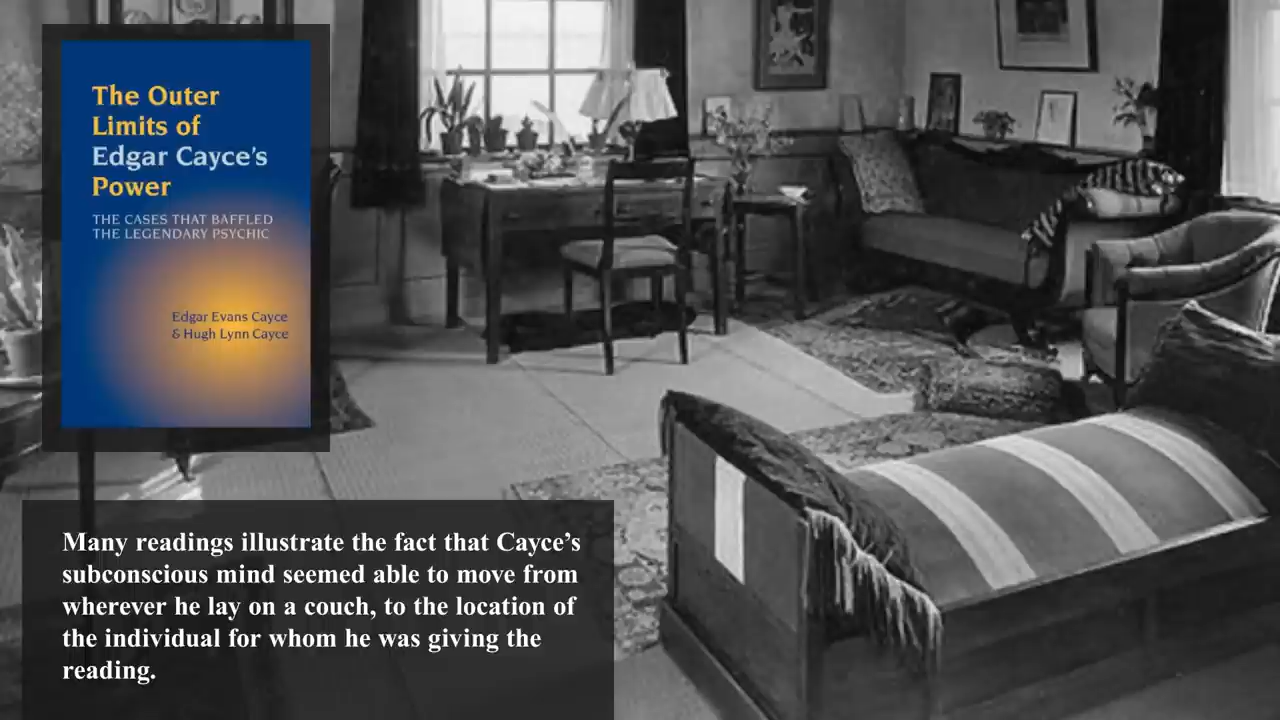 The Outer
Limits of
Edgar Cayce's
Power
THE CASES THAT BAFFLED
THE LEGENDARY PSYCHIC
Edgar Evans Cayce
& Hugh Lynn Cayce
Many readings illustrate the fact that Cayce’s
subconscious mind seemed able to move from
wherever he lay on a couch, to the location of
the individual for whom he was giving the
reading.